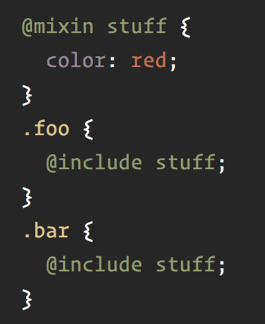 @mixin stuff {
  color: red;
}
.foo {
  @include stuff;
}
.bar {
  @include stuff;
}